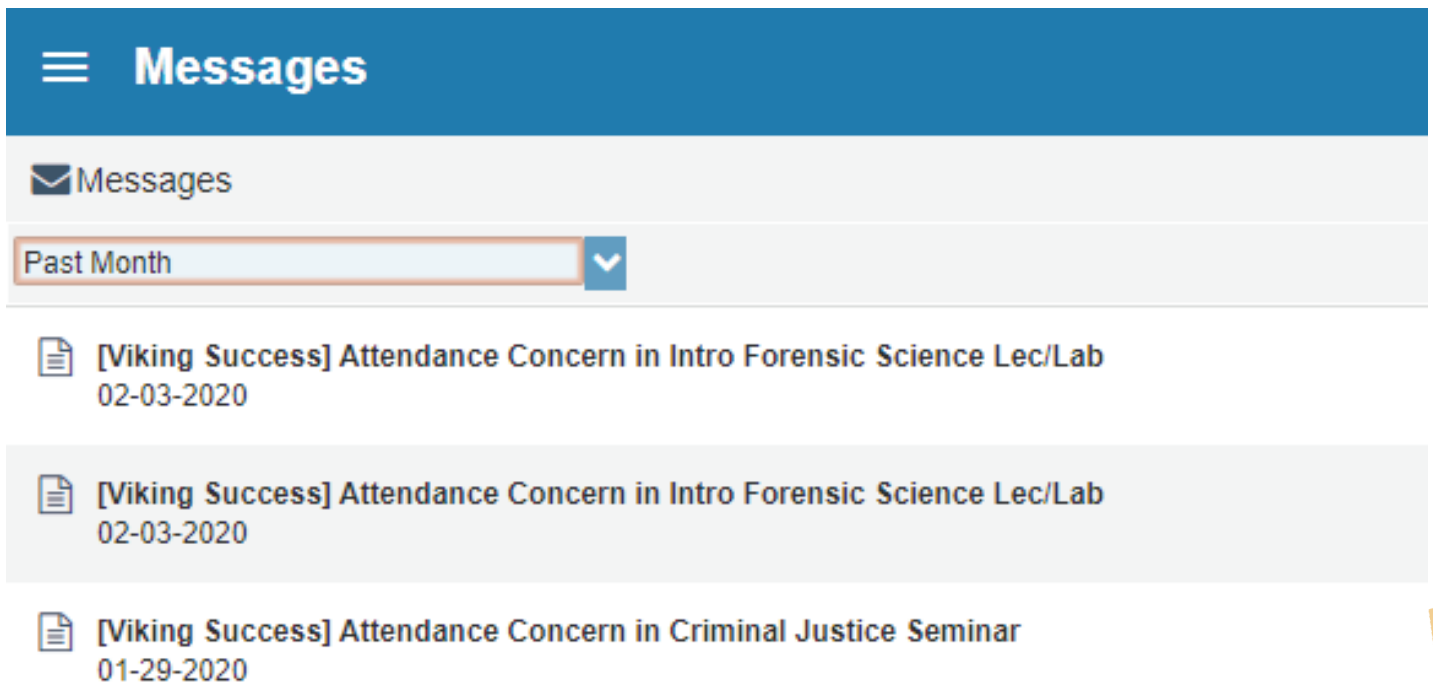 Messages
Messages
Past Month
[Viking Success] Attendance Concern in Intro Forensic Science Lec/Lab
02-03-2020
[Viking Success] Attendance Concern in Intro Forensic Science Lec/Lab
02-03-2020
[Viking Success] Attendance Concern in Criminal Justice Seminar
01-29-2020